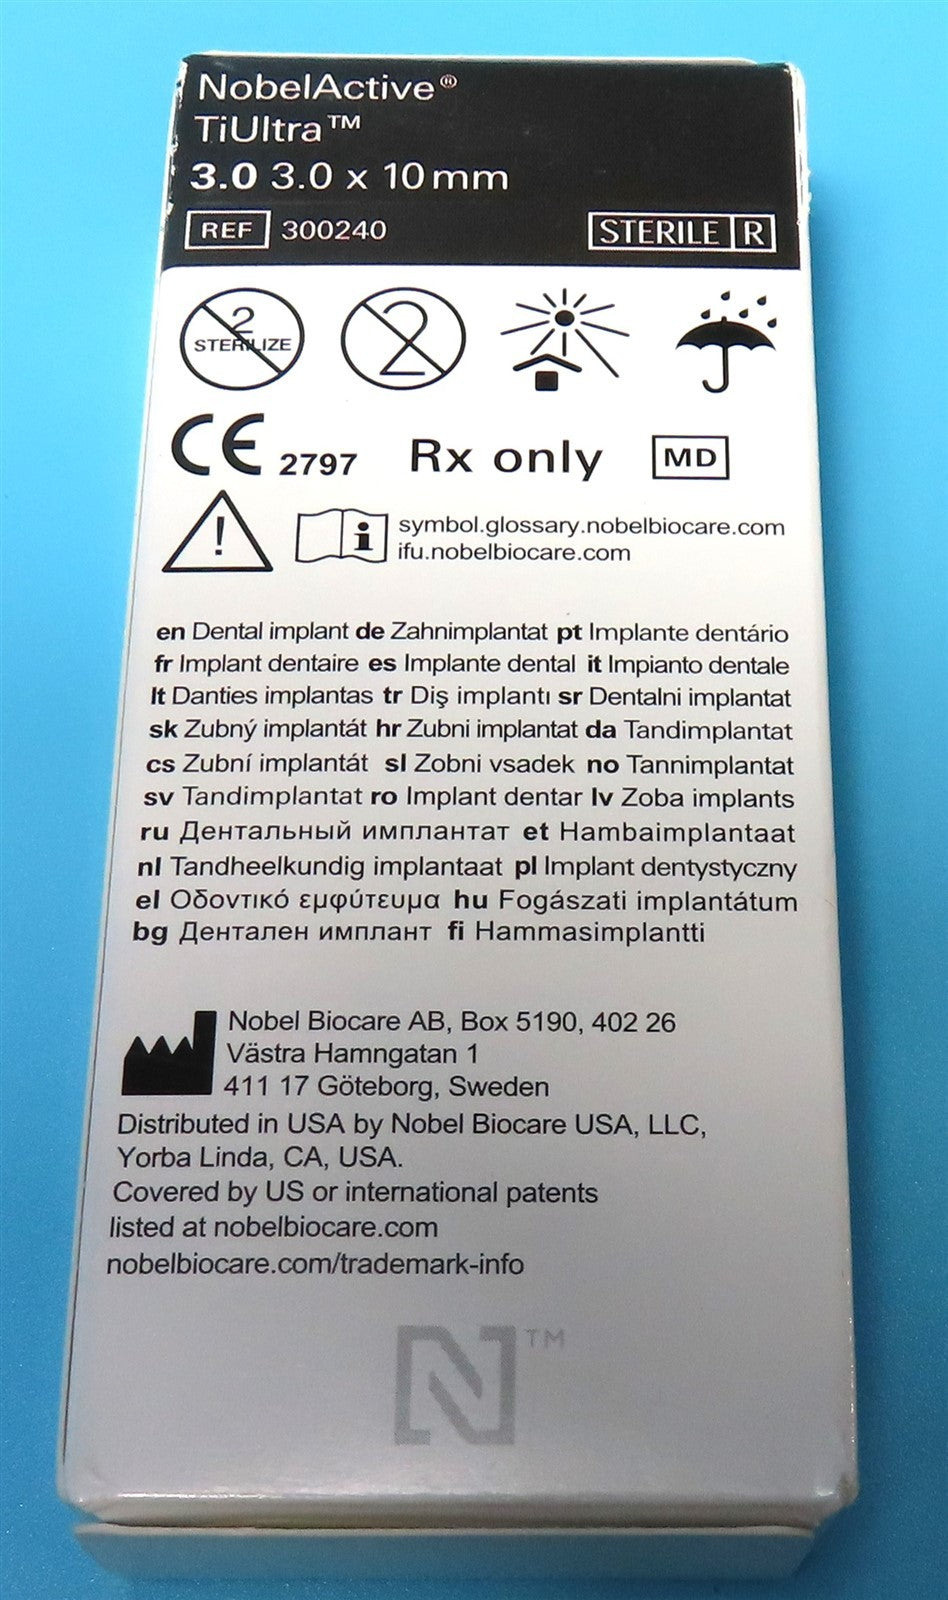 NobelActive®
TiUltra™
3.0 3.0 x 10 mm
REF 300240 STERILE R
2 STERILIZE 2
CE 2797 Rx only MD
! i symbol.glossary.nobelbiocare.com
ifu.nobelbiocare.com
en Dental implant de Zahnimplantat pt Implante dentário
fr Implant dentaire es Implante dental it Impianto dentale
lt Danties implantas tr Diş implantı sr Dentalni implantat
sk Zubný implantát hr Zubni implantat da Tandimplantat
cs Zubní implantát sl Zobni vsadek no Tannimplantat
sv Tandimplantat ro Implant dentar lv Zoba implants
ru Дентальный имплантат et Hambaimplantaat
nl Tandheelkundig implantaat pl Implant dentystyczny
el Οδοντικό εμφύτευμα hu Fogászati implantátum
bg Дентален имплант fi Hammasimplantti
Nobel Biocare AB, Box 5190, 402 26
Västra Hamngatan 1
411 17 Göteborg, Sweden
Distributed in USA by Nobel Biocare USA, LLC,
Yorba Linda, CA, USA.
Covered by US or international patents
listed at nobelbiocare.com
nobelbiocare.com/trademark-info
N™